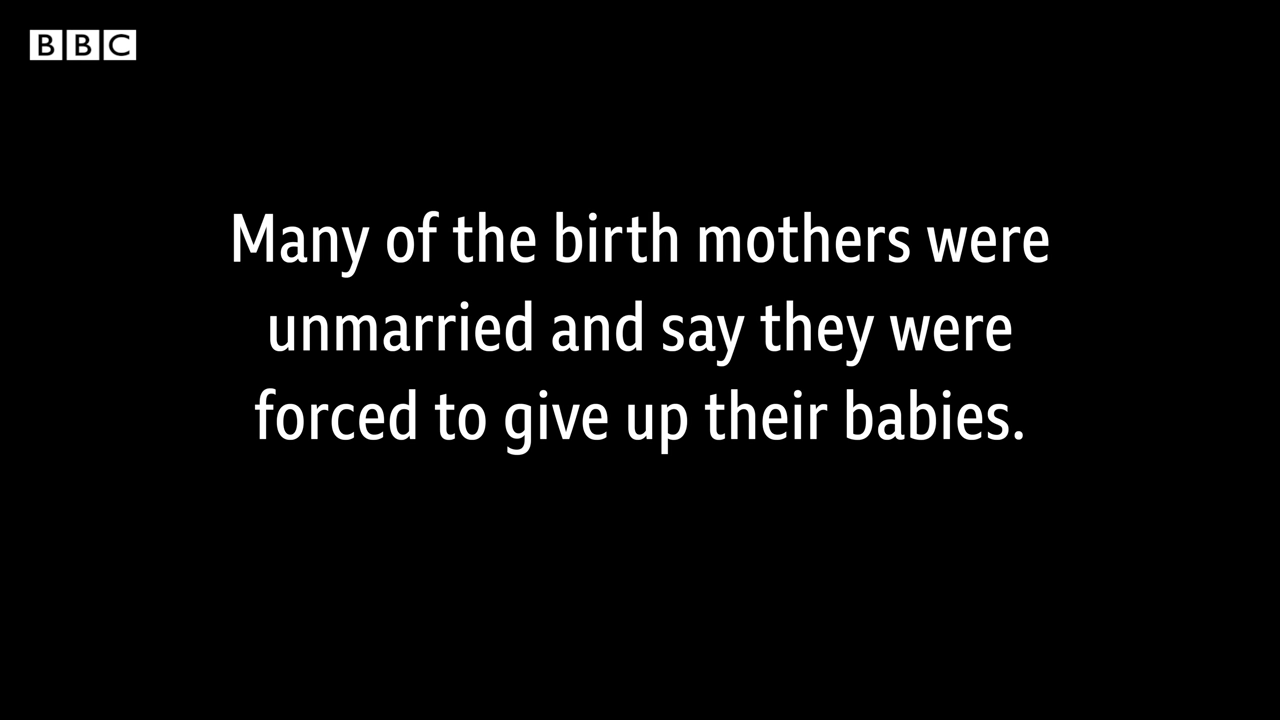 BBC
Many of the birth mothers were
unmarried and say they were
forced to give up their babies.